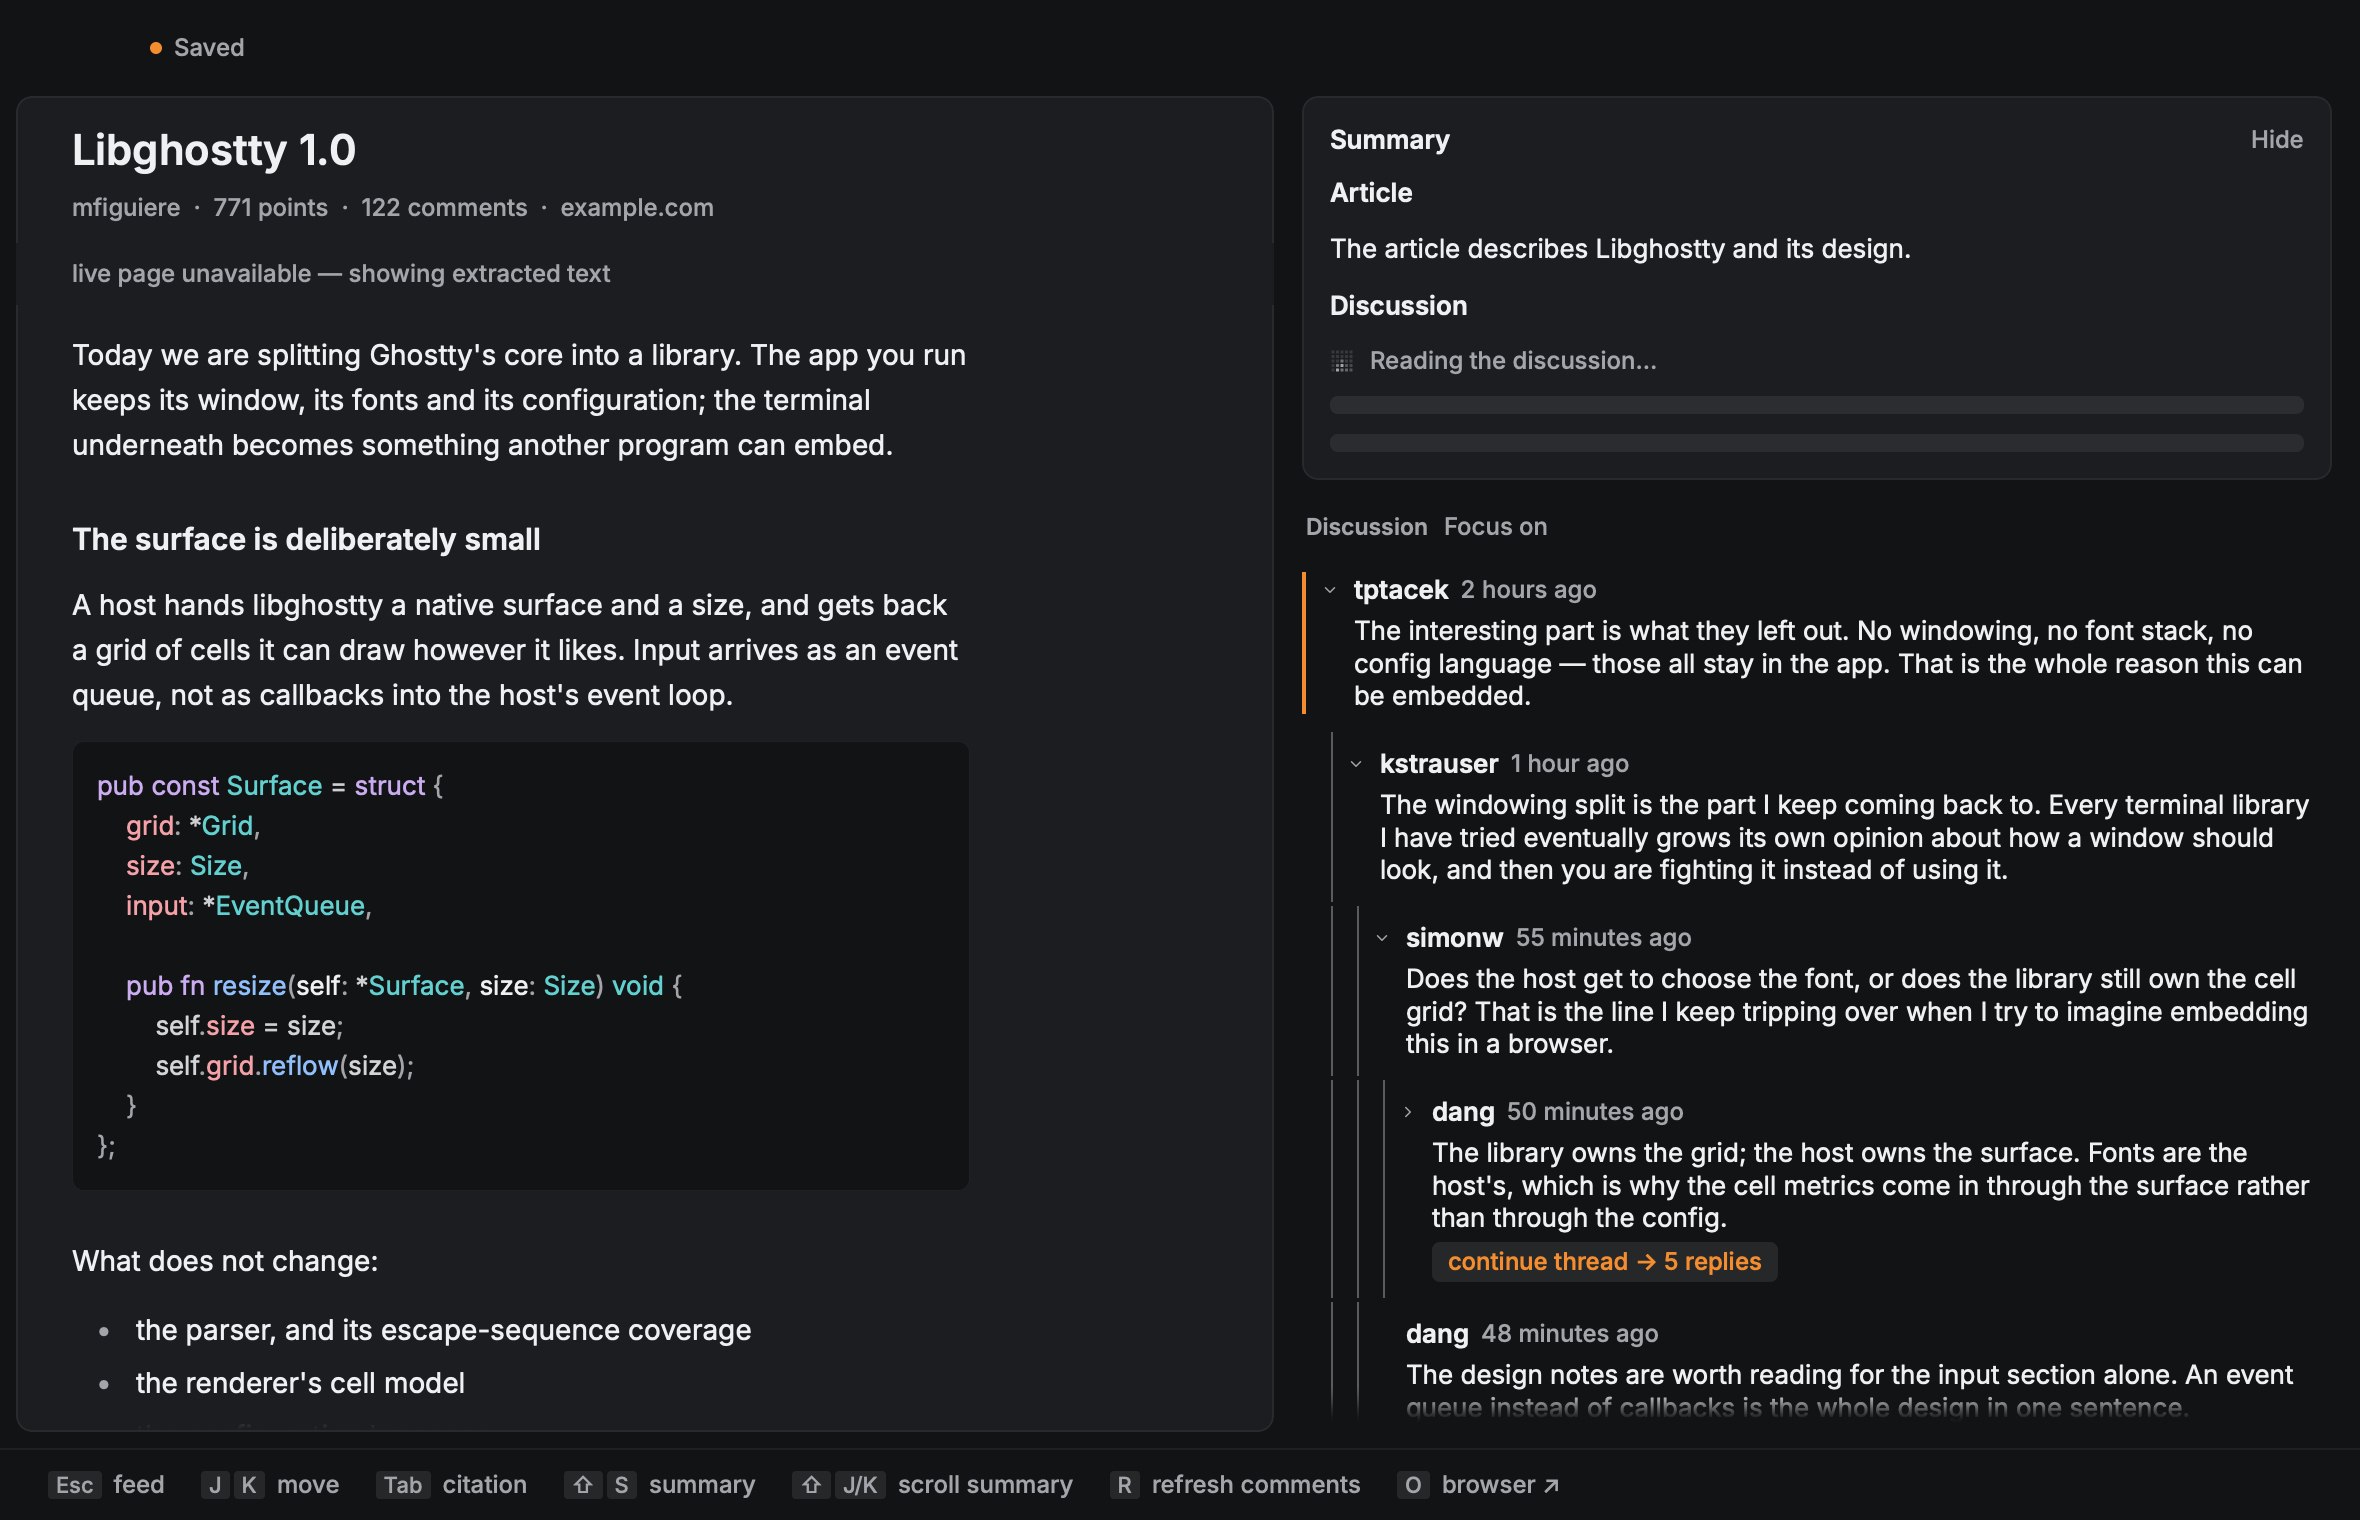 Saved
Libghostty 1.0
mfiguiere · 771 points · 122 comments · example.com
live page unavailable — showing extracted text
Today we are splitting Ghostty's core into a library. The app you run
keeps its window, its fonts and its configuration; the terminal
underneath becomes something another program can embed.
The surface is deliberately small
A host hands libghostty a native surface and a size, and gets back
a grid of cells it can draw however it likes. Input arrives as an event
queue, not as callbacks into the host's event loop.
pub const Surface = struct {
    grid: *Grid,
    size: Size,
    input: *EventQueue,

    pub fn resize(self: *Surface, size: Size) void {
        self.size = size;
        self.grid.reflow(size);
    }
};
What does not change:
• the parser, and its escape-sequence coverage
• the renderer's cell model
Summary
Hide
Article
The article describes Libghostty and its design.
Discussion
Reading the discussion...
Discussion Focus on
tptacek 2 hours ago
The interesting part is what they left out. No windowing, no font stack, no
config language — those all stay in the app. That is the whole reason this can
be embedded.
kstrauser 1 hour ago
The windowing split is the part I keep coming back to. Every terminal library
I have tried eventually grows its own opinion about how a window should
look, and then you are fighting it instead of using it.
simonw 55 minutes ago
Does the host get to choose the font, or does the library still own the cell
grid? That is the line I keep tripping over when I try to imagine embedding
this in a browser.
dang 50 minutes ago
The library owns the grid; the host owns the surface. Fonts are the
host's, which is why the cell metrics come in through the surface rather
than through the config.
continue thread → 5 replies
dang 48 minutes ago
The design notes are worth reading for the input section alone. An event
queue instead of callbacks is the whole design in one sentence.
Esc feed J K move Tab citation ⇧ S summary ⇧ J/K scroll summary R refresh comments O browser ↗